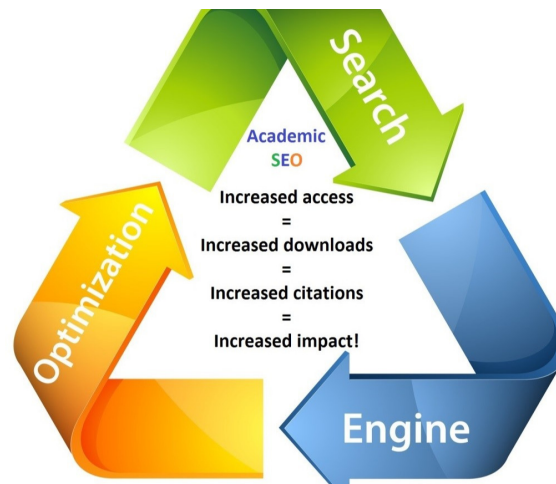 Search
Academic
SEO
Increased access
=
Increased downloads
=
Increased citations
=
Increased impact!
Optimization
Engine